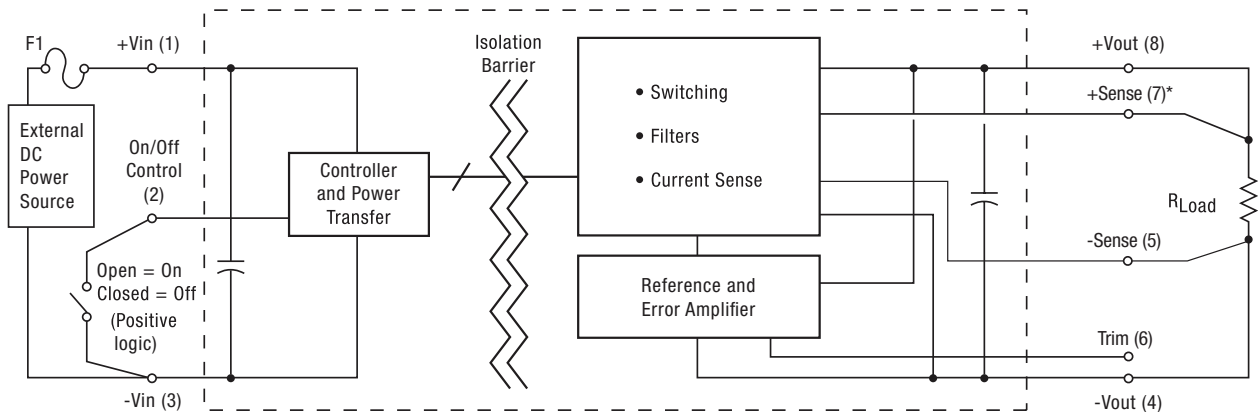 F1
+Vin (1)
External
DC
Power
Source
On/Off
Control
(2)
Open = On
Closed = Off
(Positive
logic)
-Vin (3)
Controller
and Power
Transfer
Isolation
Barrier
• Switching
• Filters
• Current Sense
Reference and
Error Amplifier
+Vout (8)
+Sense (7)*
RLoad
-Sense (5)
Trim (6)
-Vout (4)